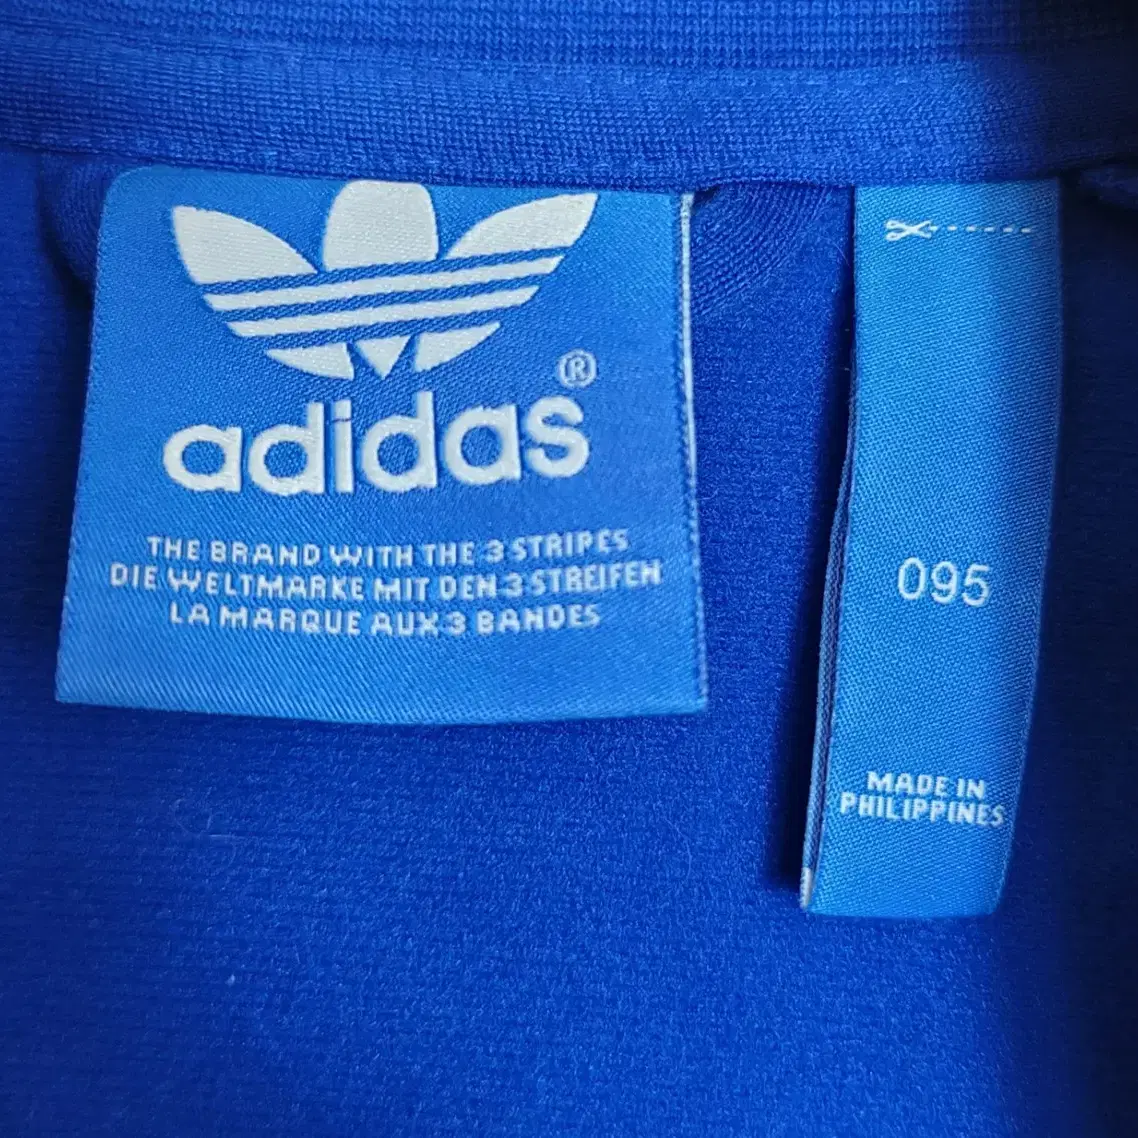 adidas®
THE BRAND WITH THE 3 STRIPES
DIE WELTMARKE MIT DEN 3 STREIFEN
LA MARQUE AUX 3 BANDES
095
MADE IN
PHILIPPINES